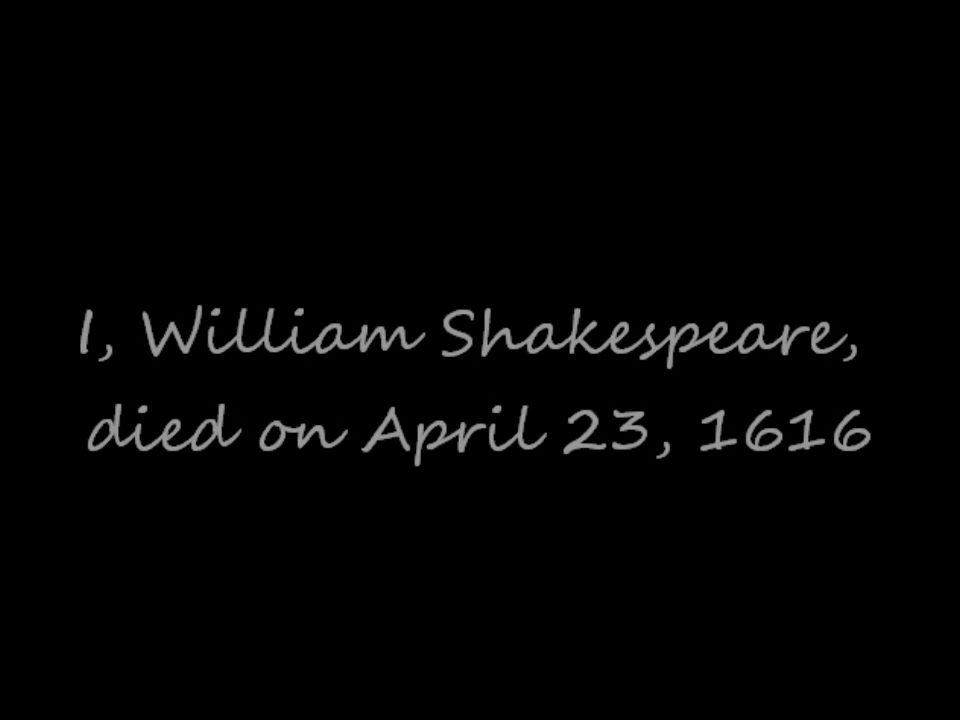 I, William Shakespeare,
died on April 23, 1616